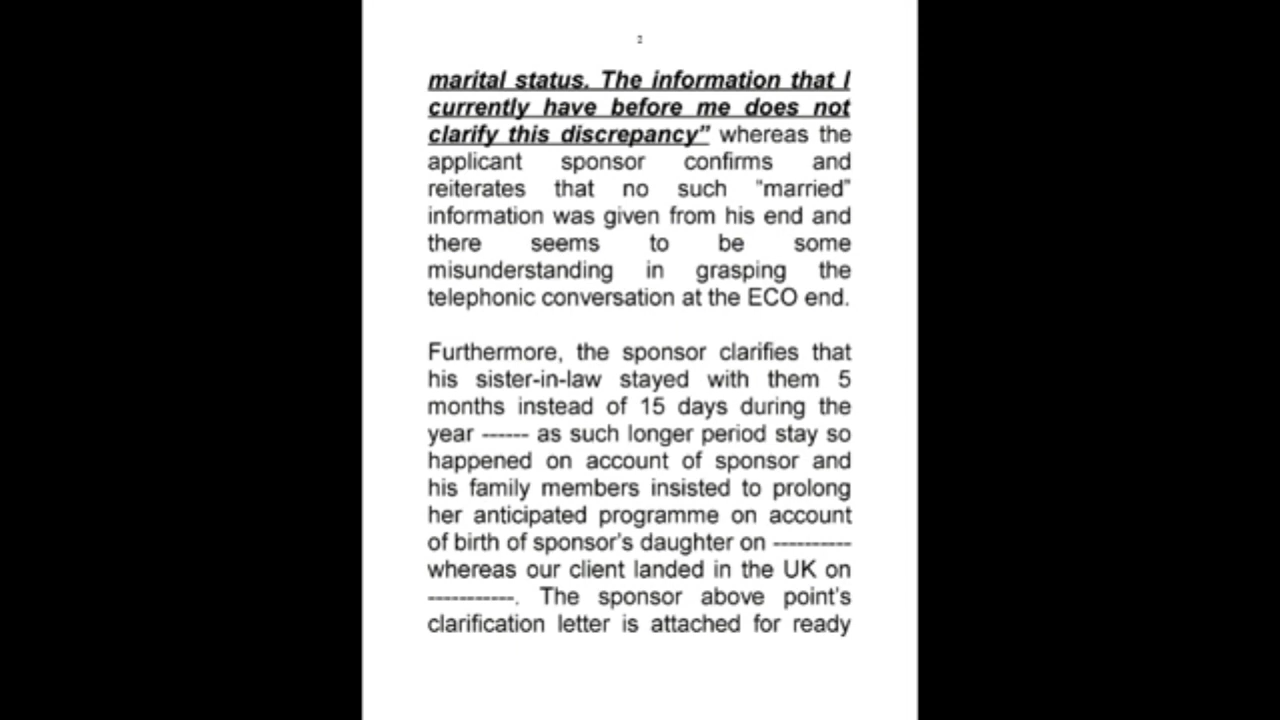 2
marital status. The information that I
currently have before me does not
clarify this discrepancy” whereas the
applicant sponsor confirms and
reiterates that no such “married”
information was given from his end and
there seems to be some
misunderstanding in grasping the
telephonic conversation at the ECO end.
Furthermore, the sponsor clarifies that
his sister-in-law stayed with them 5
months instead of 15 days during the
year ------ as such longer period stay so
happened on account of sponsor and
his family members insisted to prolong
her anticipated programme on account
of birth of sponsor’s daughter on ----------
whereas our client landed in the UK on
-----------. The sponsor above point’s
clarification letter is attached for ready